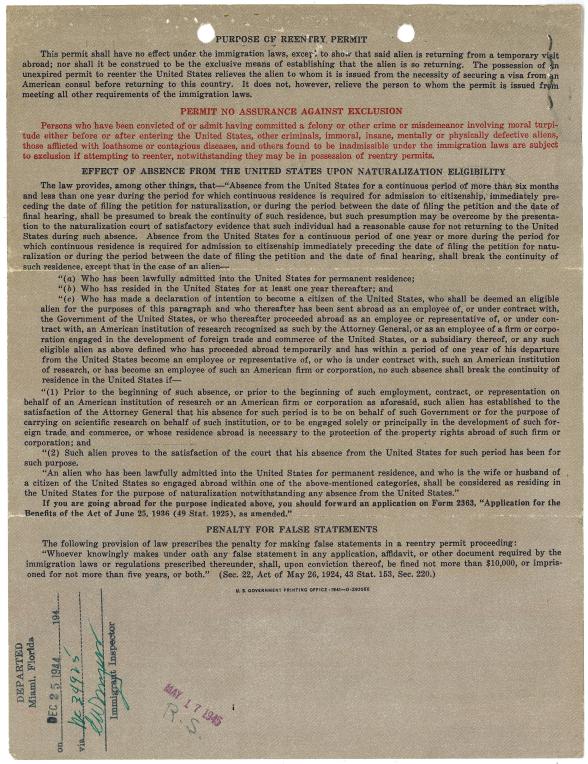 PURPOSE OF REENTRY PERMIT
This permit shall have no effect under the immigration laws, except to show that said alien is returning from a temporary visit
abroad; nor shall it be construed to be the exclusive means of establishing that the alien is so returning. The possession of an
unexpired permit to reenter the United States relieves the alien to whom it is issued from the necessity of securing a visa from an
American consul before returning to this country. It does not, however, relieve the person to whom the permit is issued from
meeting all other requirements of the immigration laws.
PERMIT NO ASSURANCE AGAINST EXCLUSION
Persons who have been convicted of or admit having committed a felony or other crime or misdemeanor involving moral turpi-
tude either before or after entering the United States, other criminals, immoral, insane, mentally or physically defective aliens,
those afflicted with loathsome or contagious diseases, and others found to be inadmissible under the immigration laws are subject
to exclusion if attempting to reenter, notwithstanding they may be in possession of reentry permits.
EFFECT OF ABSENCE FROM THE UNITED STATES UPON NATURALIZATION ELIGIBILITY
The law provides, among other things, that—"Absence from the United States for a continuous period of more than six months
and less than one year during the period for which continuous residence is required for admission to citizenship, immediately pre-
ceding the date of filing the petition for naturalization, or during the period between the date of filing the petition and the date of
final hearing, shall be presumed to break the continuity of such residence, but such presumption may be overcome by the presenta-
tion to the naturalization court of satisfactory evidence that such individual had a reasonable cause for not returning to the United
States during such absence. Absence from the United States for a continuous period of one year or more during the period for
which continuous residence is required for admission to citizenship immediately preceding the date of filing the petition for natu-
ralization or during the period between the date of filing the petition and the date of final hearing, shall break the continuity of
such residence, except that in the case of an alien—
"(a) Who has been lawfully admitted into the United States for permanent residence;
"(b) Who has resided in the United States for at least one year thereafter; and
"(c) Who has made a declaration of intention to become a citizen of the United States, who shall be deemed an eligible
alien for the purposes of this paragraph and who thereafter has been sent abroad as an employee of, or under contract with,
the Government of the United States, or who thereafter proceeded abroad as an employee or representative of, or under con-
tract with, an American institution of research recognized as such by the Attorney General, or as an employee of a firm or corpo-
ration engaged in the development of foreign trade and commerce of the United States, or a subsidiary thereof, or any such
eligible alien as above defined who has proceeded abroad temporarily and has within a period of one year of his departure
from the United States become an employee or representative of, or who is under contract with, such an American institution
of research, or has become an employee of such an American firm or corporation, no such absence shall break the continuity of
residence in the United States if—
"(1) Prior to the beginning of such absence, or prior to the beginning of such employment, contract, or representation on
behalf of an American institution of research or an American firm or corporation as aforesaid, such alien has established to the
satisfaction of the Attorney General that his absence for such period is to be on behalf of such Government or for the purpose of
carrying on scientific research on behalf of such institution, or to be engaged solely or principally in the development of such for-
eign trade and commerce, or whose residence abroad is necessary to the protection of the property rights abroad of such firm or
corporation; and
"(2) Such alien proves to the satisfaction of the court that his absence from the United States for such period has been for
such purpose.
"An alien who has been lawfully admitted into the United States for permanent residence, and who is the wife or husband of
a citizen of the United States so engaged abroad within one of the above-mentioned categories, shall be considered as residing in
the United States for the purpose of naturalization notwithstanding any absence from the United States."
If you are going abroad for the purpose indicated above, you should forward an application on Form 2363, "Application for the
Benefits of the Act of June 25, 1936 (49 Stat. 1925), as amended."
PENALTY FOR FALSE STATEMENTS
The following provision of law prescribes the penalty for making false statements in a reentry permit proceeding:
"Whoever knowingly makes under oath any false statement in any application, affidavit, or other document required by the
immigration laws or regulations prescribed thereunder, shall, upon conviction thereof, be fined not more than $10,000, or impris-
oned for not more than five years, or both." (Sec. 22, Act of May 26, 1924, 43 Stat. 153, Sec. 220.)
U. S. GOVERNMENT PRINTING OFFICE—1941—O-292058
DEPARTED
Miami, Florida
on DEC 25 1944 194
via NC 34925
Immigrant Inspector
MAY 17 1945
R. S.